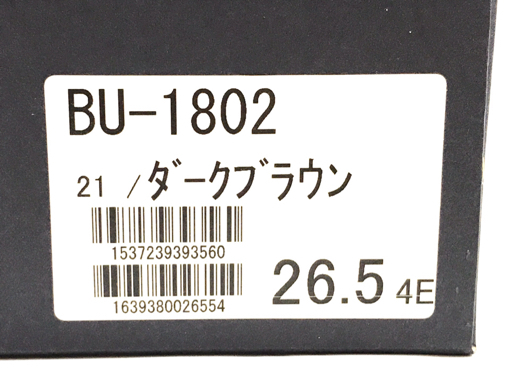 BU-1802
21 /ﾀﾞｰｸﾌﾞﾗｳﾝ
1537239393560
1639380026554
26.5 4E